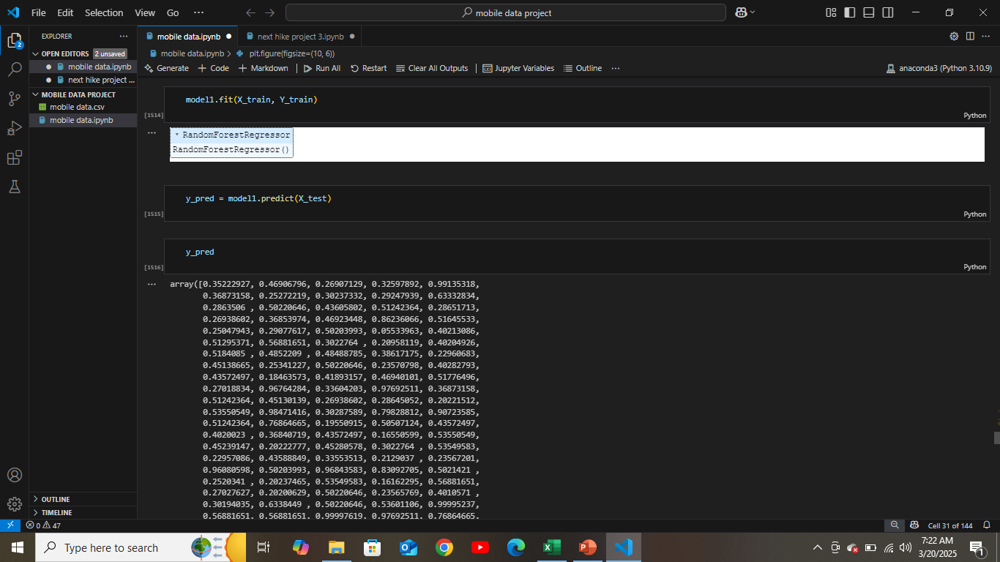 File Edit Selection View Go ··· mobile data project
EXPLORER ···
OPEN EDITORS 2 unsaved
mobile data.ipynb
next hike project ...
MOBILE DATA PROJECT
mobile data.csv
mobile data.ipynb
OUTLINE
TIMELINE
mobile data.ipynb next hike project 3.ipynb
mobile data.ipynb > plt.figure(figsize=(10, 6))
Generate + Code + Markdown Run All Restart Clear All Outputs Jupyter Variables Outline ··· anaconda3 (Python 3.10.9)
model1.fit(X_train, Y_train)
[1514] Python
RandomForestRegressor
RandomForestRegressor()
y_pred = model1.predict(X_test)
[1515] Python
y_pred
[1516] Python
array([0.35222927, 0.46906796, 0.26907129, 0.32597892, 0.99135318,
0.36873158, 0.25272219, 0.30237332, 0.29247939, 0.63332834,
0.2863506 , 0.50220646, 0.43605802, 0.51242364, 0.28651713,
0.26938602, 0.36853974, 0.46923448, 0.86236066, 0.51645533,
0.25047943, 0.29077617, 0.50203993, 0.05533963, 0.40213086,
0.51295371, 0.56881651, 0.3022764 , 0.20958119, 0.40204926,
0.5184085 , 0.4852209 , 0.48488785, 0.38617175, 0.22960683,
0.45138665, 0.25341227, 0.50220646, 0.23570798, 0.40282793,
0.43572497, 0.18463573, 0.41893157, 0.46940101, 0.51776496,
0.27018834, 0.96764284, 0.33604203, 0.97692511, 0.36873158,
0.51242364, 0.45130139, 0.26938602, 0.28645052, 0.20221512,
0.53550549, 0.98471416, 0.30287589, 0.79828812, 0.90723585,
0.51242364, 0.76864665, 0.19550915, 0.50507124, 0.43572497,
0.4020023 , 0.36840719, 0.43572497, 0.16550599, 0.53550549,
0.45239147, 0.20222777, 0.45280578, 0.3022764 , 0.53549583,
0.22957086, 0.43588849, 0.33553513, 0.2129037 , 0.23567201,
0.96080598, 0.50203993, 0.96843583, 0.83092705, 0.5021421 ,
0.2520341 , 0.20237465, 0.53549583, 0.16162295, 0.56881651,
0.27027627, 0.20200629, 0.50220646, 0.23565769, 0.4010571 ,
0.30194035, 0.6338449 , 0.50220646, 0.53601106, 0.99995237,
0.56881651, 0.56881651, 0.99997619, 0.97692511, 0.76864665,
0 47 Cell 31 of 144
Type here to search
7:22 AM
3/20/2025